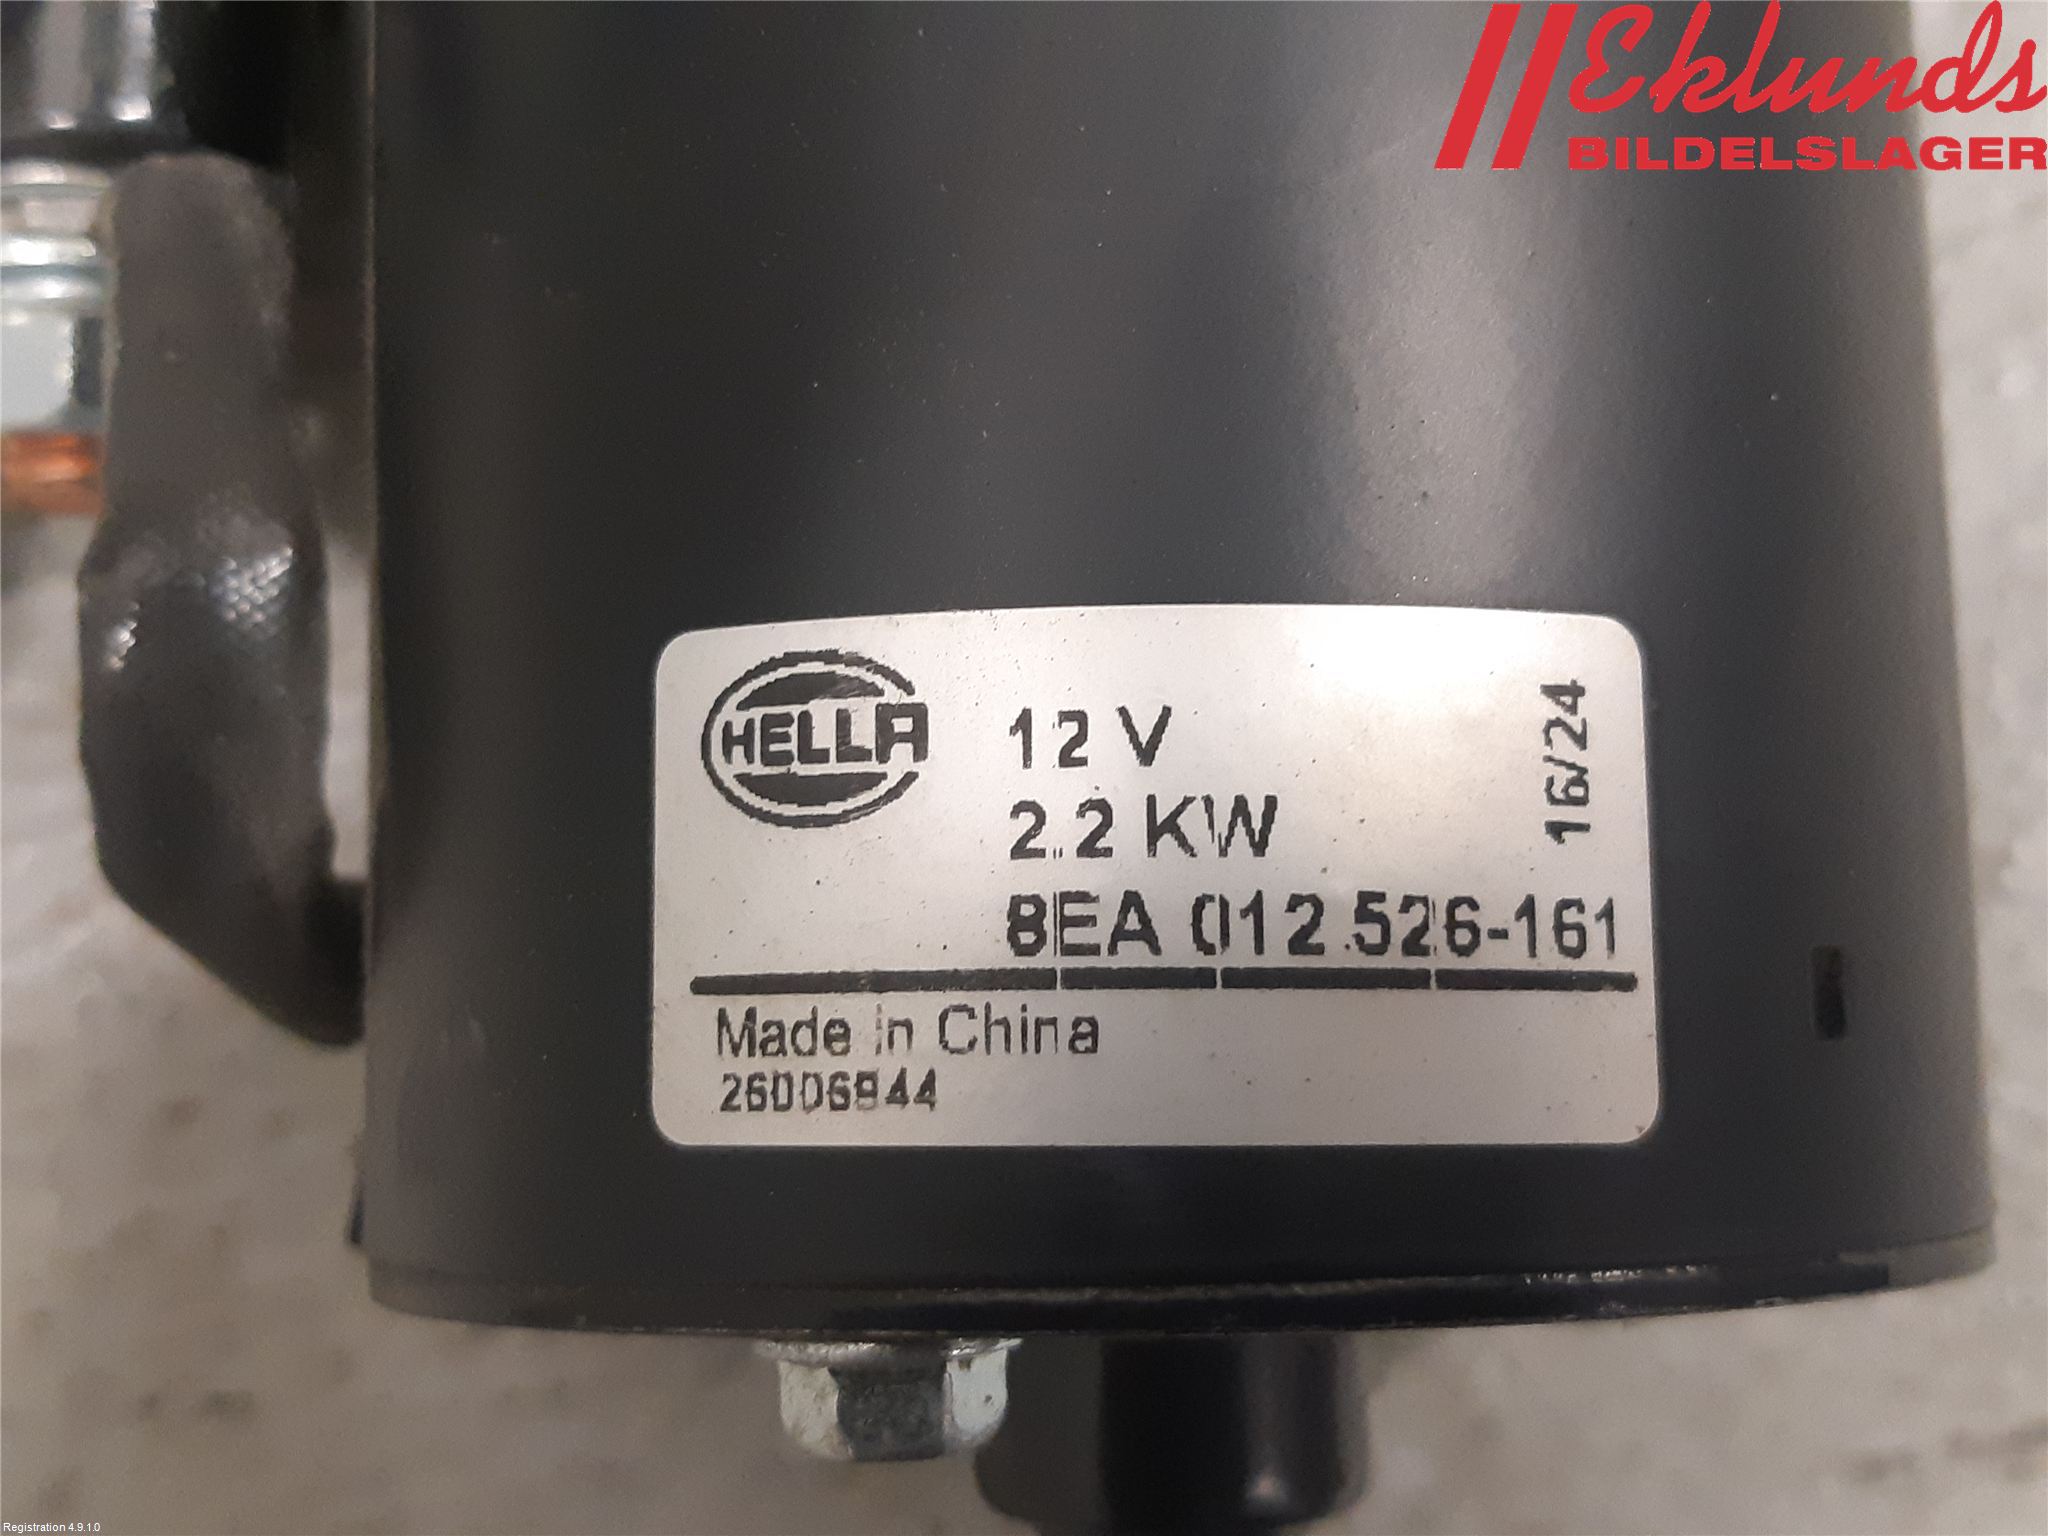 Eklunds
BILDELSLAGER
HELLA
12 V
2.2 KW
16/24
8EA 012 526-161
Made in China
26006844
Registration 4.9.1.0